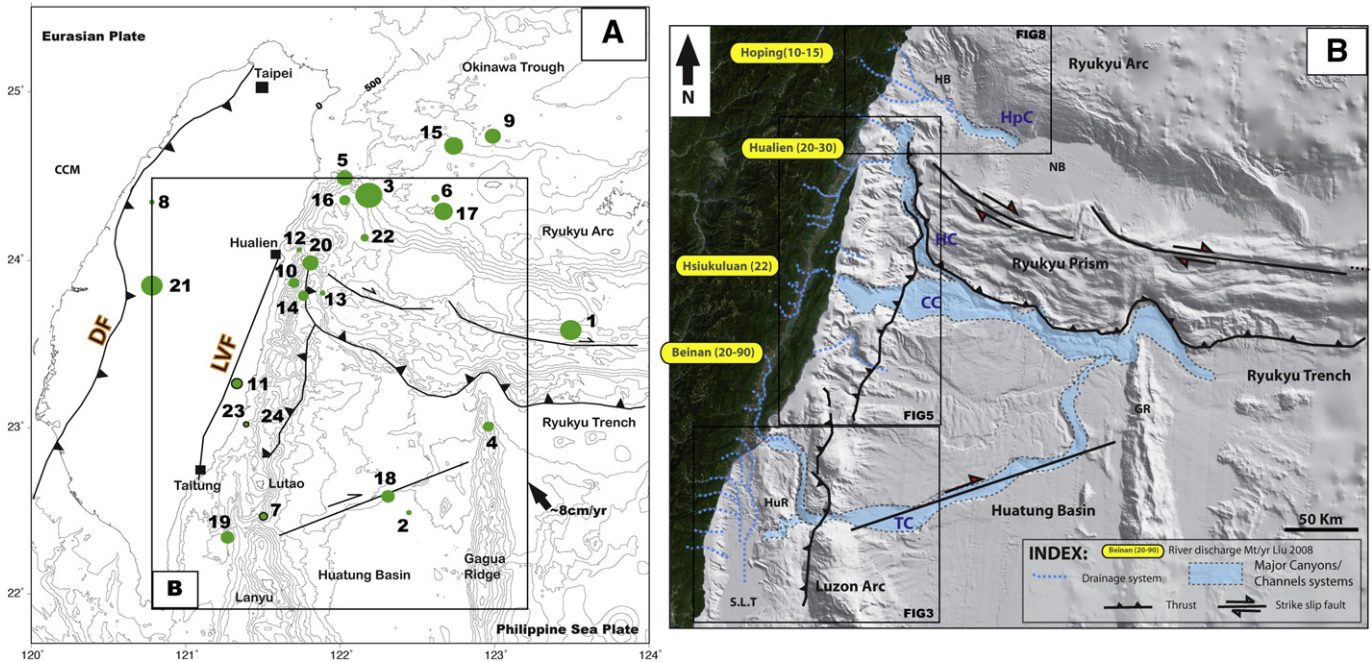 Eurasian Plate
A
Okinawa Trough
Taipei
25°
0
500
9
15
CCM
5
3
6
8
16
17
22
12
20
Ryukyu Arc
Hualien
24°
10
21
13
14
1
DF
LVF
11
23
24
23°
Ryukyu Trench
4
Taitung
Lutao
18
~8cm/yr
7
2
19
Huatung Basin
Gagua
Ridge
B
22°
Lanyu
Philippine Sea Plate
120°
121°
122°
123°
124°
N
Hoping(10-15)
FIG8
B
HB
Ryukyu Arc
HpC
Hualien (20-30)
NB
HC
Hsiukuluan (22)
Ryukyu Prism
CC
Beinan (20-90)
Ryukyu Trench
GR
FIG5
HuR
Huatung Basin
TC
50 Km
INDEX:
Beinan (20-90) River discharge Mt/yr Liu 2008
Drainage system
Major Canyons/
Channels systems
Luzon Arc
S.L.T
FIG3
Thrust
Strike slip fault